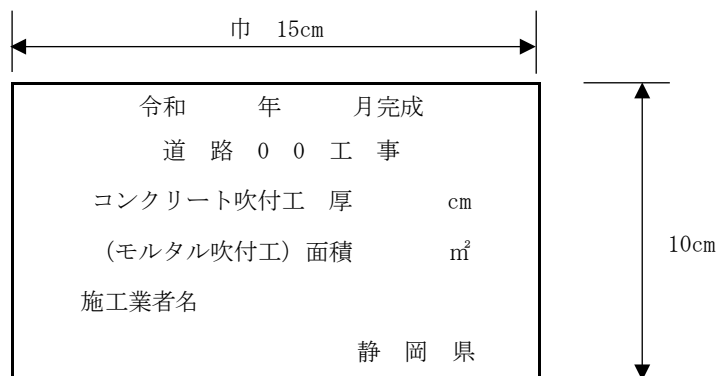 巾 15cm
令和 年 月完成
道 路 0 0 工 事
コンクリート吹付工 厚 cm
(モルタル吹付工) 面積 ㎡
10cm
施工業者名
静 岡 県